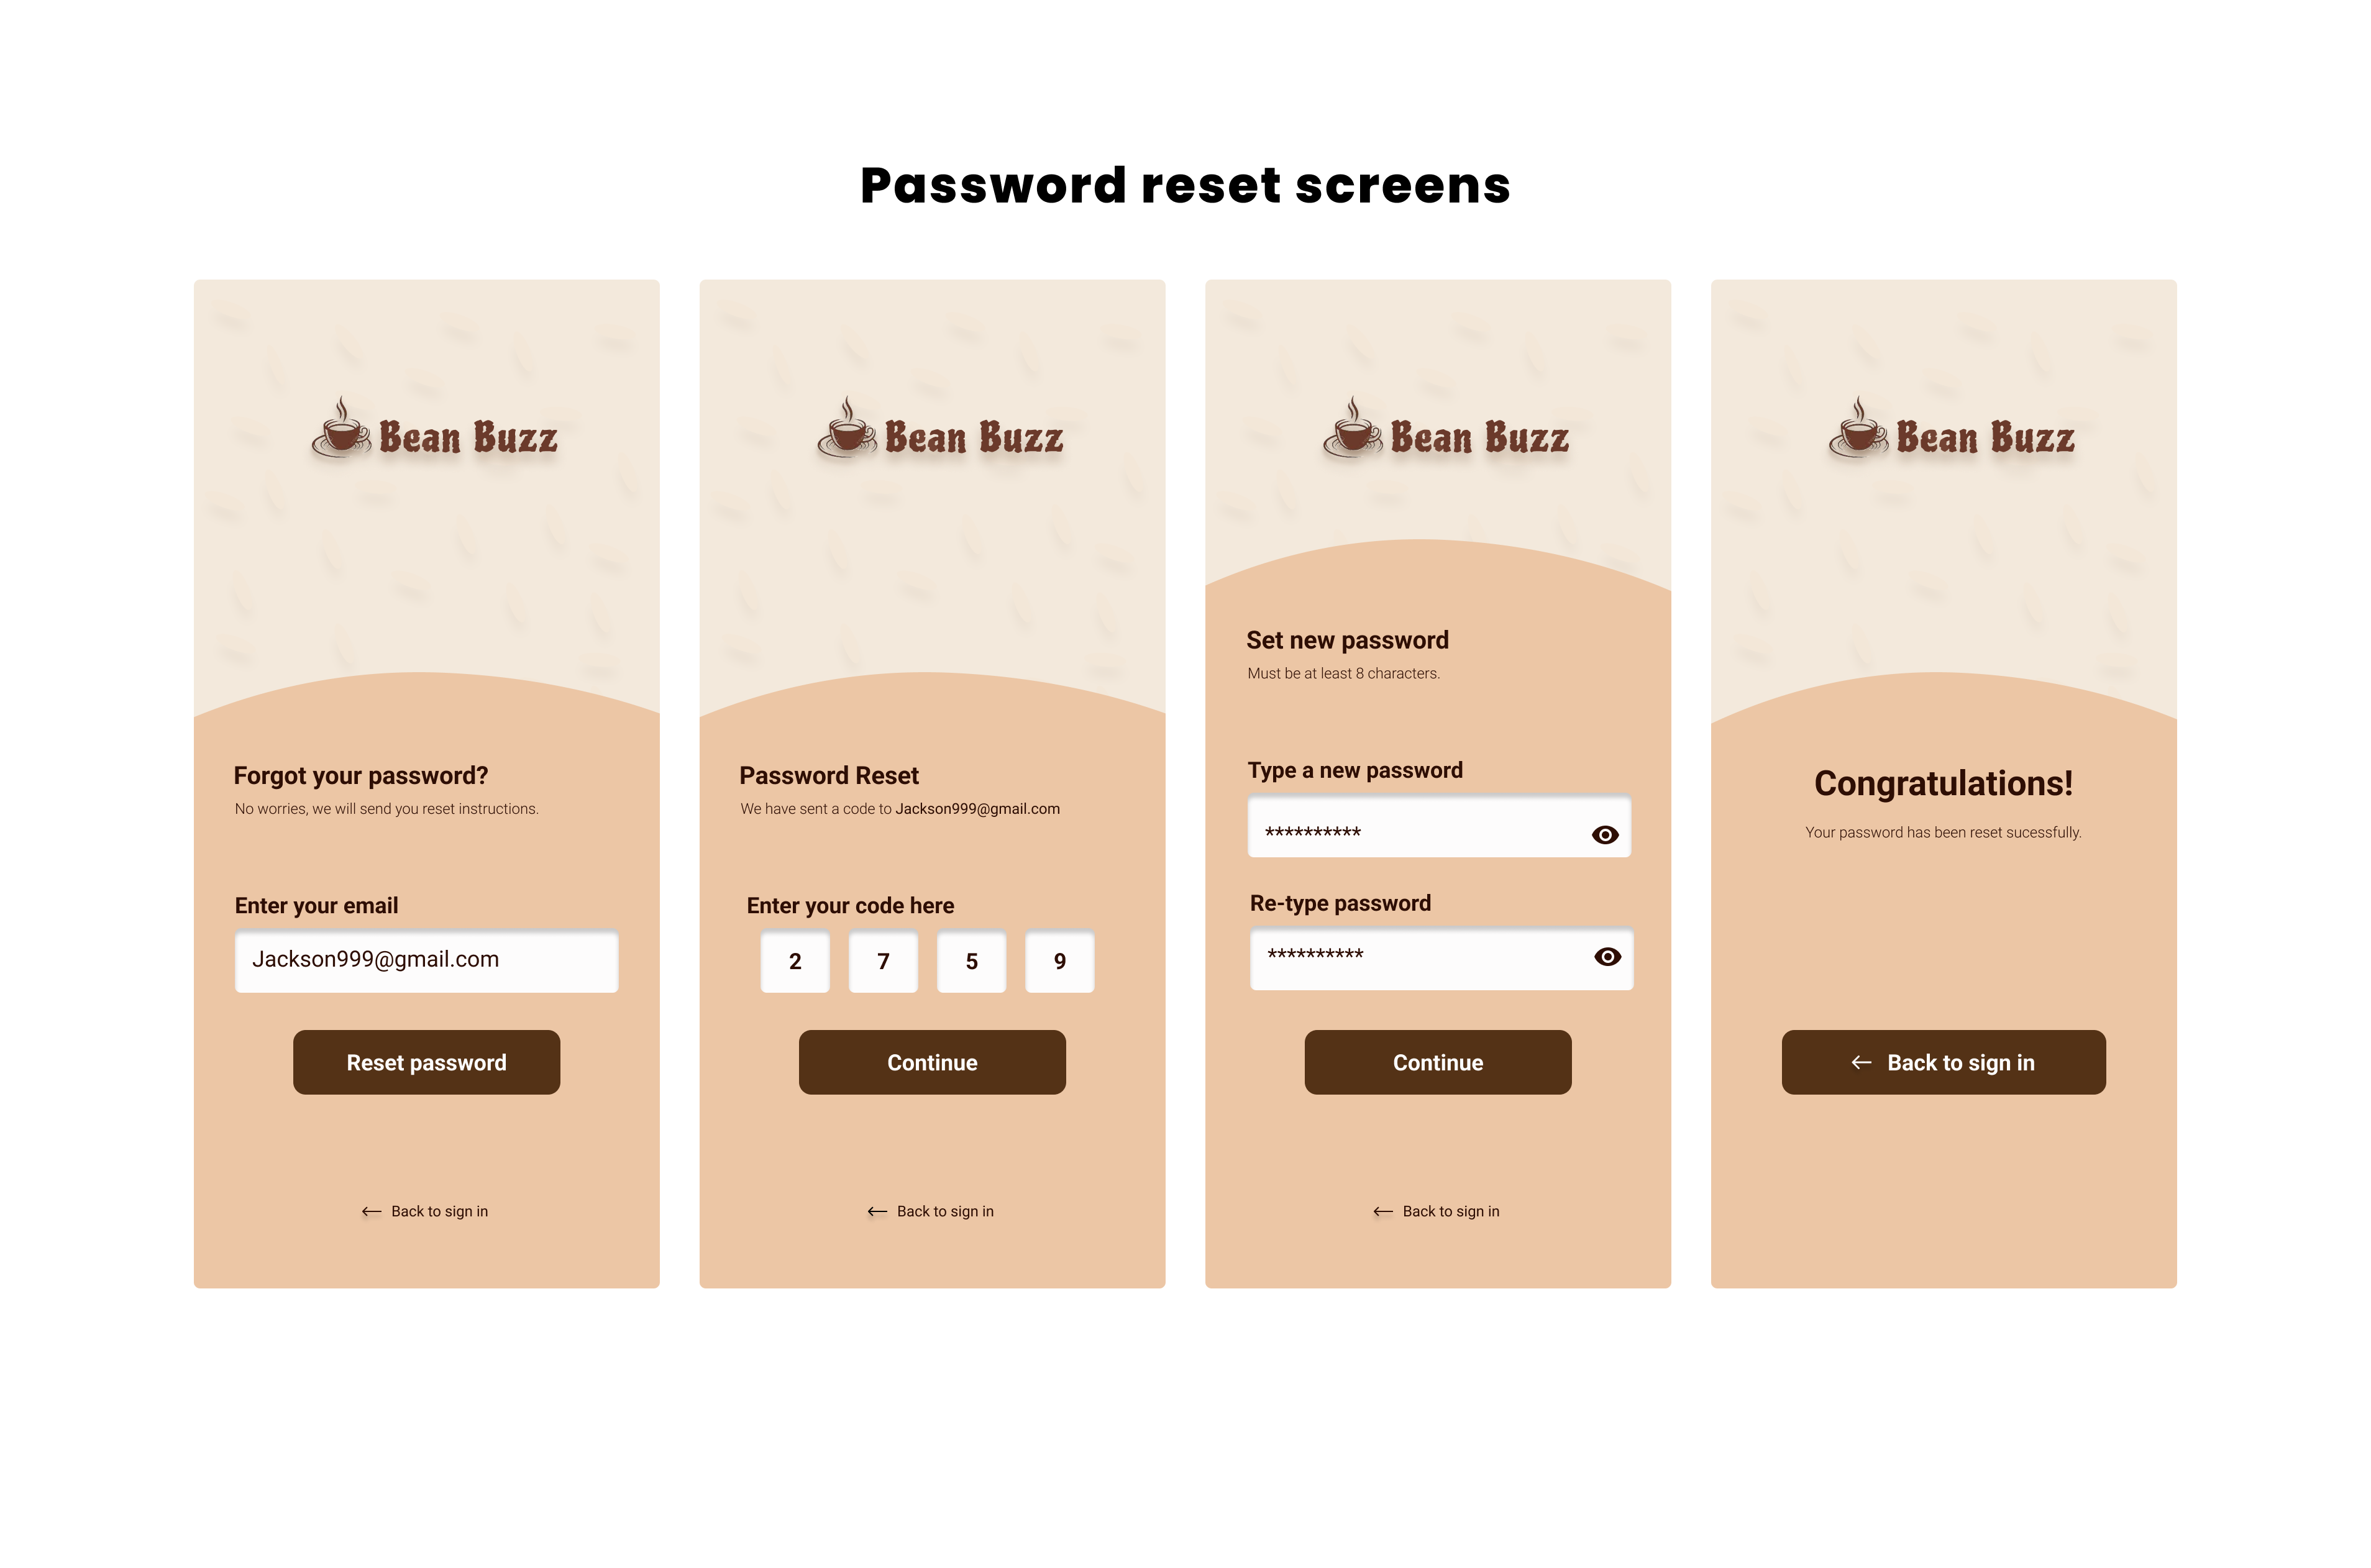 Password reset screens
Bean Buzz
Forgot your password?
No worries, we will send you reset instructions.
Enter your email
Jackson999@gmail.com
Reset password
Back to sign in
Bean Buzz
Password Reset
We have sent a code to Jackson999@gmail.com
Enter your code here
2 7 5 9
Continue
Back to sign in
Bean Buzz
Set new password
Must be at least 8 characters.
Type a new password
**********
Re-type password
**********
Continue
Back to sign in
Bean Buzz
Congratulations!
Your password has been reset sucessfully.
Back to sign in